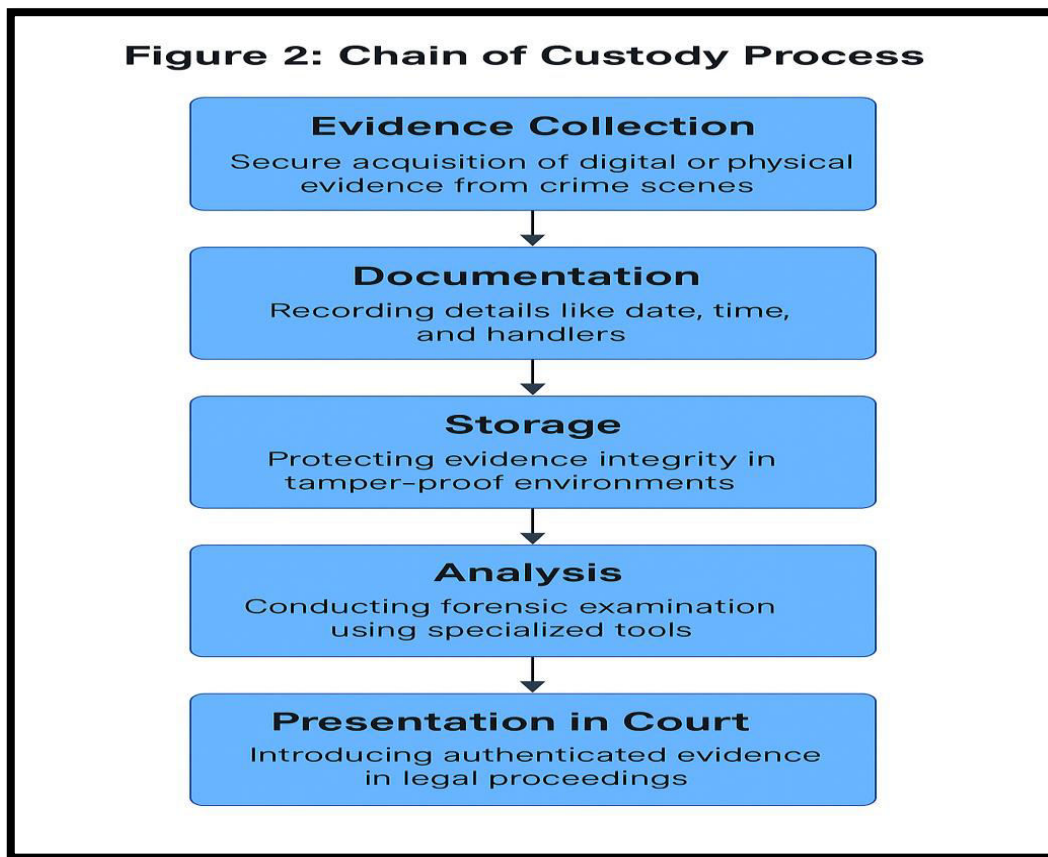 Figure 2: Chain of Custody Process
Evidence Collection
Secure acquisition of digital or physical
evidence from crime scenes
Documentation
Recording details like date, time,
and handlers
Storage
Protecting evidence integrity in
tamper-proof environments
Analysis
Conducting forensic examination
using specialized tools
Presentation in Court
Introducing authenticated evidence
in legal proceedings